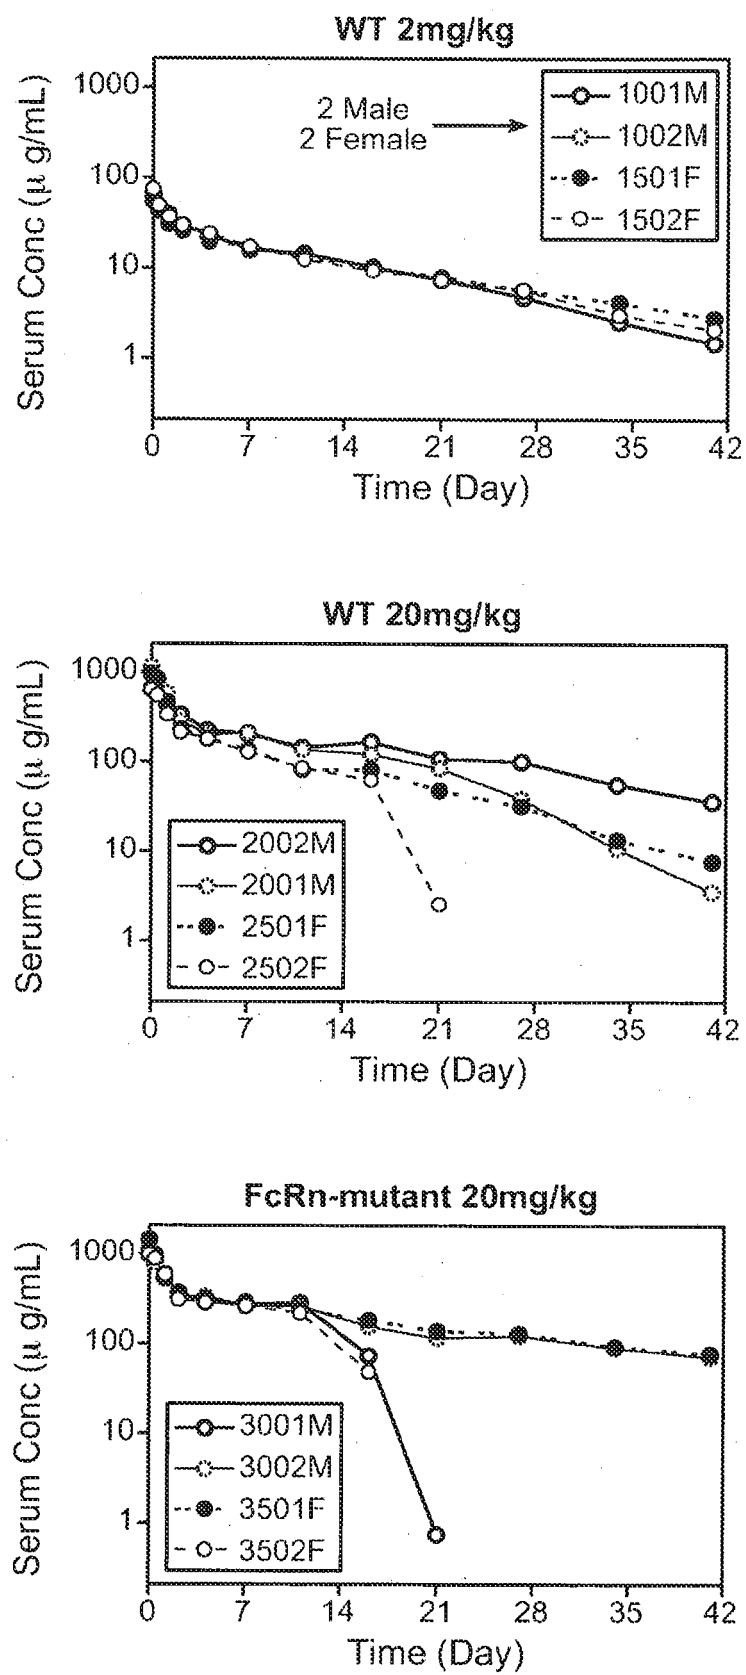 WT 2mg/kg
Serum Conc (μ g/mL)
1000
100
10
1
2 Male
2 Female
1001M
1002M
1501F
1502F
0 7 14 21 28 35 42
Time (Day)
WT 20mg/kg
Serum Conc (μ g/mL)
1000
100
10
1
2002M
2001M
2501F
2502F
0 7 14 21 28 35 42
Time (Day)
FcRn-mutant 20mg/kg
Serum Conc (μ g/mL)
1000
100
10
1
3001M
3002M
3501F
3502F
0 7 14 21 28 35 42
Time (Day)